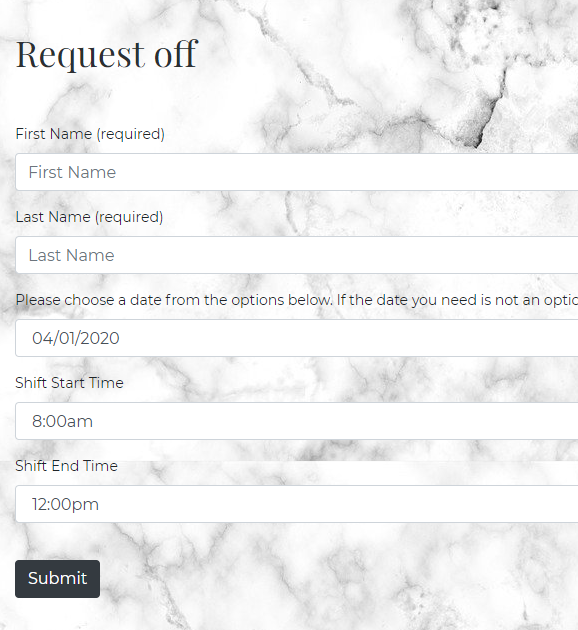 Request off
First Name (required)
First Name
Last Name (required)
Last Name
Please choose a date from the options below. If the date you need is not an
04/01/2020
Shift Start Time
8:00am
Shift End Time
12:00pm
Submit